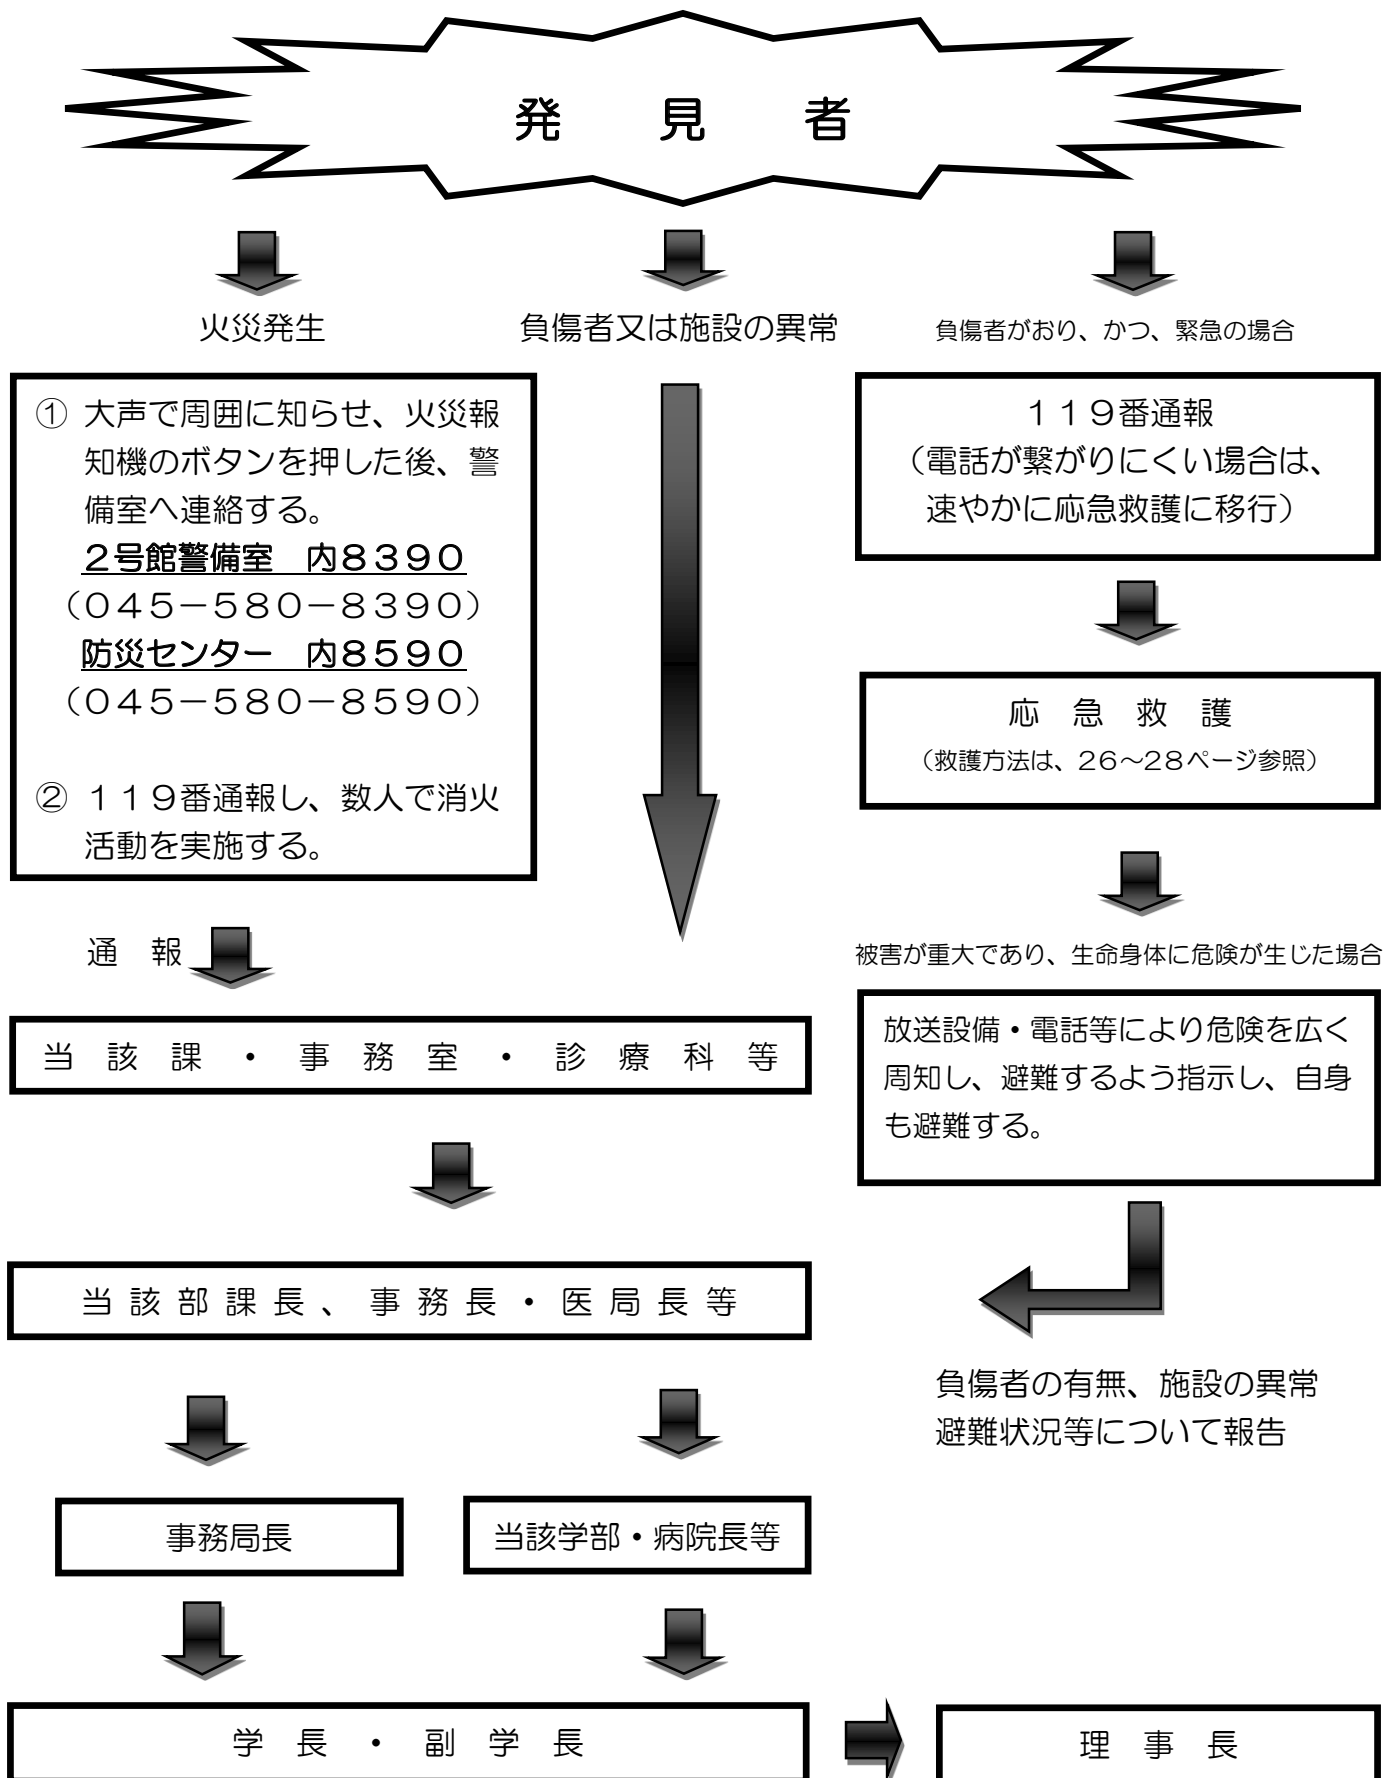 発　見　者
火災発生
負傷者又は施設の異常
負傷者がおり、かつ、緊急の場合
① 大声で周囲に知らせ、火災報
知機のボタンを押した後、警
備室へ連絡する。
２号館警備室　内８３９０
（０４５－５８０－８３９０）
防災センター　内８５９０
（０４５－５８０－８５９０）
② １１９番通報し、数人で消火
活動を実施する。
１１９番通報
（電話が繋がりにくい場合は、
速やかに応急救護に移行）
応　急　救　護
（救護方法は、２６～２８ページ参照）
通　報
被害が重大であり、生命身体に危険が生じた場合
放送設備・電話等により危険を広く
周知し、避難するよう指示し、自身
も避難する。
当　該　課　・　事　務　室　・　診　療　科　等
当 該 部 課 長 、 事 務 長 ・ 医 局 長 等
負傷者の有無、施設の異常
避難状況等について報告
事務局長
当該学部・病院長等
学　長　・　副　学　長
理　事　長